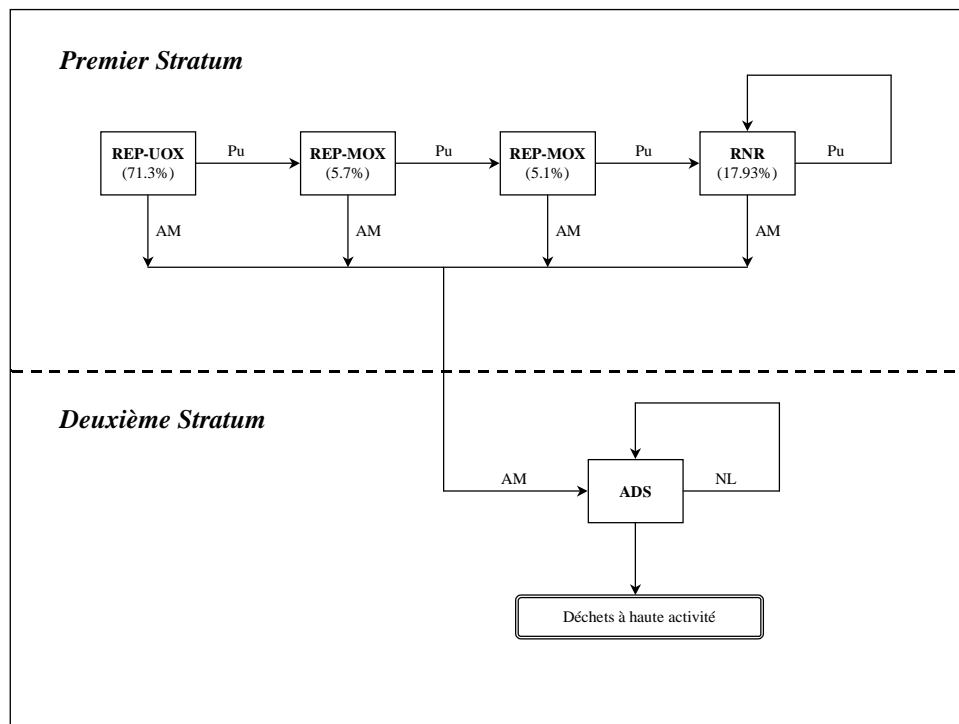 Premier Stratum
REP-UOX
(71.3%)
Pu
REP-MOX
(5.7%)
Pu
REP-MOX
(5.1%)
Pu
RNR
(17.93%)
Pu
AM
AM
AM
AM
Deuxième Stratum
AM
ADS
NL
Déchets à haute activité